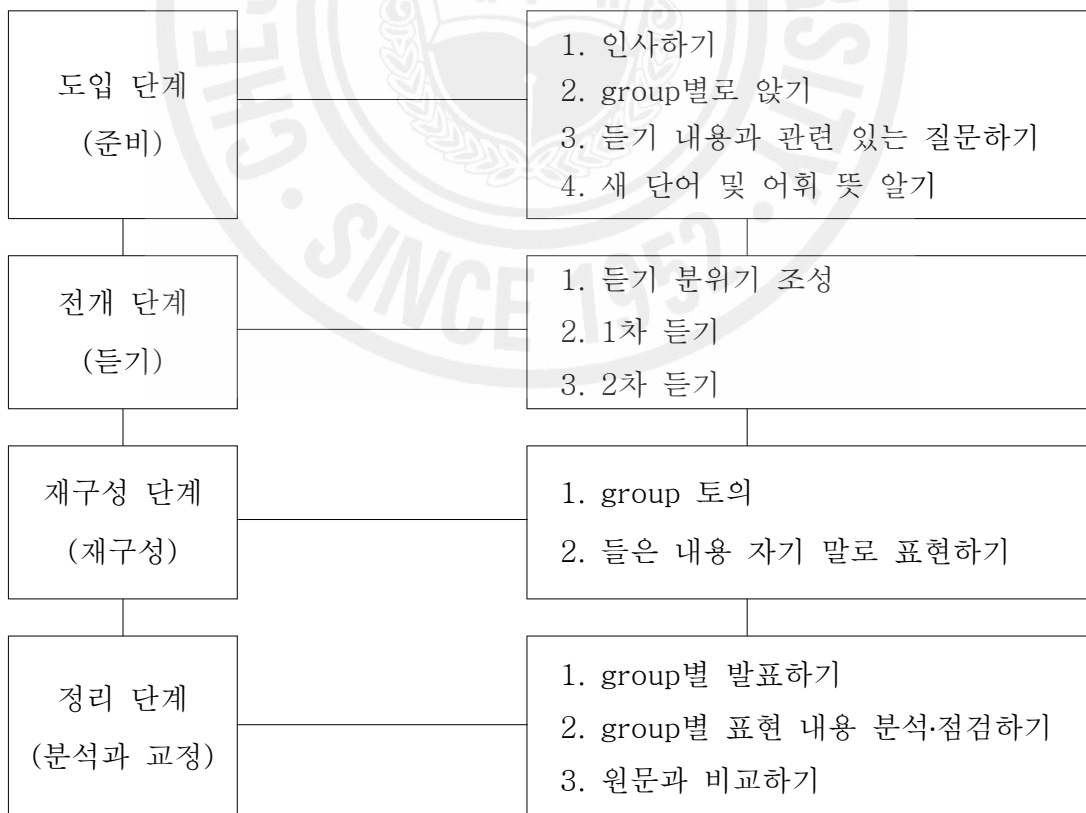 도입 단계
(준비)
1. 인사하기
2. group별로 앉기
3. 듣기 내용과 관련 있는 질문하기
4. 새 단어 및 어휘 뜻 알기
전개 단계
(듣기)
1. 듣기 분위기 조성
2. 1차 듣기
3. 2차 듣기
재구성 단계
(재구성)
1. group 토의
2. 들은 내용 자기 말로 표현하기
정리 단계
(분석과 교정)
1. group별 발표하기
2. group별 표현 내용 분석·점검하기
3. 원문과 비교하기
SINCE 1952